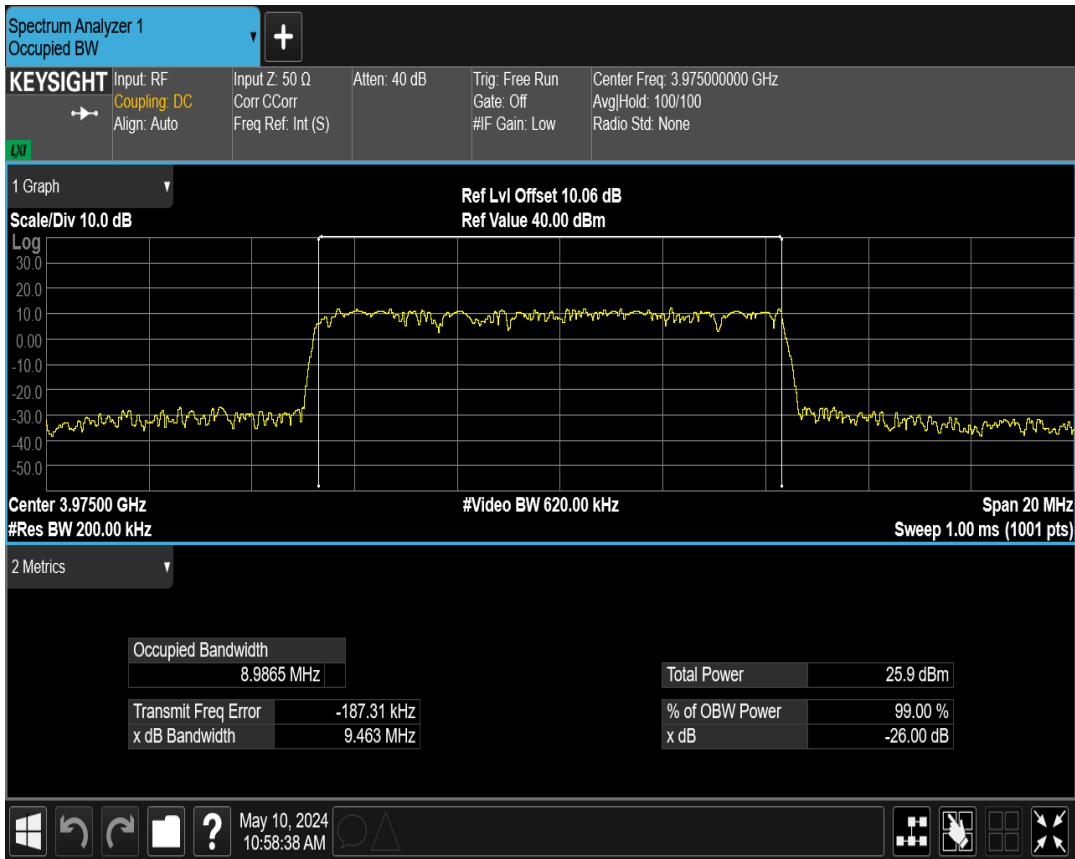 Spectrum Analyzer 1
Occupied BW
+
KEYSIGHT
LXI
Input: RF
Coupling: DC
Align: Auto
Input Z: 50 Ω
Corr CCorr
Freq Ref: Int (S)
Atten: 40 dB
Trig: Free Run
Gate: Off
#IF Gain: Low
Center Freq: 3.975000000 GHz
Avg|Hold: 100/100
Radio Std: None
1 Graph
Scale/Div 10.0 dB
Ref Lvl Offset 10.06 dB
Ref Value 40.00 dBm
Log
30.0
20.0
10.0
0.00
-10.0
-20.0
-30.0
-40.0
-50.0
Center 3.97500 GHz
#Video BW 620.00 kHz
Span 20 MHz
#Res BW 200.00 kHz
Sweep 1.00 ms (1001 pts)
2 Metrics
Occupied Bandwidth
8.9865 MHz
Total Power 25.9 dBm
Transmit Freq Error -187.31 kHz
% of OBW Power 99.00 %
x dB Bandwidth 9.463 MHz
x dB -26.00 dB
?
May 10, 2024
10:58:38 AM